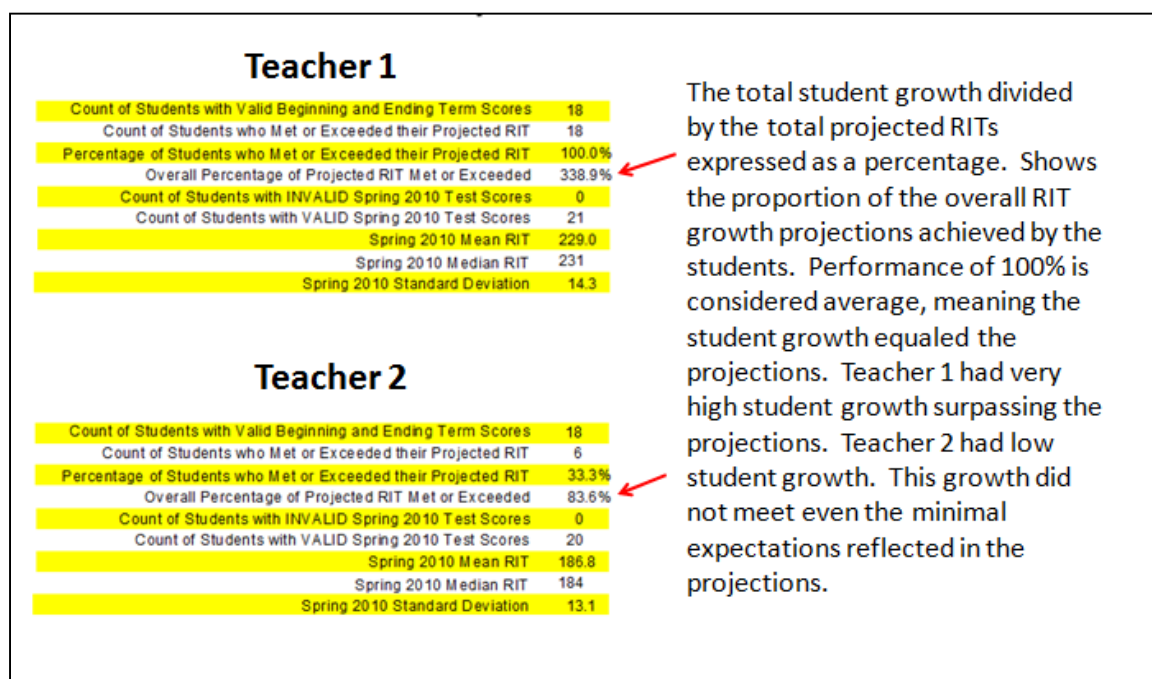 Teacher 1
Count of Students with Valid Beginning and Ending Term Scores 18
Count of Students who Met or Exceeded their Projected RIT 18
Percentage of Students who Met or Exceeded their Projected RIT 100.0%
Overall Percentage of Projected RIT Met or Exceeded 338.9%
Count of Students with INVALID Spring 2010 Test Scores 0
Count of Students with VALID Spring 2010 Test Scores 21
Spring 2010 Mean RIT 229.0
Spring 2010 Median RIT 231
Spring 2010 Standard Deviation 14.3
Teacher 2
Count of Students with Valid Beginning and Ending Term Scores 18
Count of Students who Met or Exceeded their Projected RIT 6
Percentage of Students who Met or Exceeded their Projected RIT 33.3%
Overall Percentage of Projected RIT Met or Exceeded 83.6%
Count of Students with INVALID Spring 2010 Test Scores 0
Count of Students with VALID Spring 2010 Test Scores 20
Spring 2010 Mean RIT 186.8
Spring 2010 Median RIT 184
Spring 2010 Standard Deviation 13.1
The total student growth divided
by the total projected RITs
expressed as a percentage. Shows
the proportion of the overall RIT
growth projections achieved by the
students. Performance of 100% is
considered average, meaning the
student growth equaled the
projections. Teacher 1 had very
high student growth surpassing the
projections. Teacher 2 had low
student growth. This growth did
not meet even the minimal
expectations reflected in the
projections.